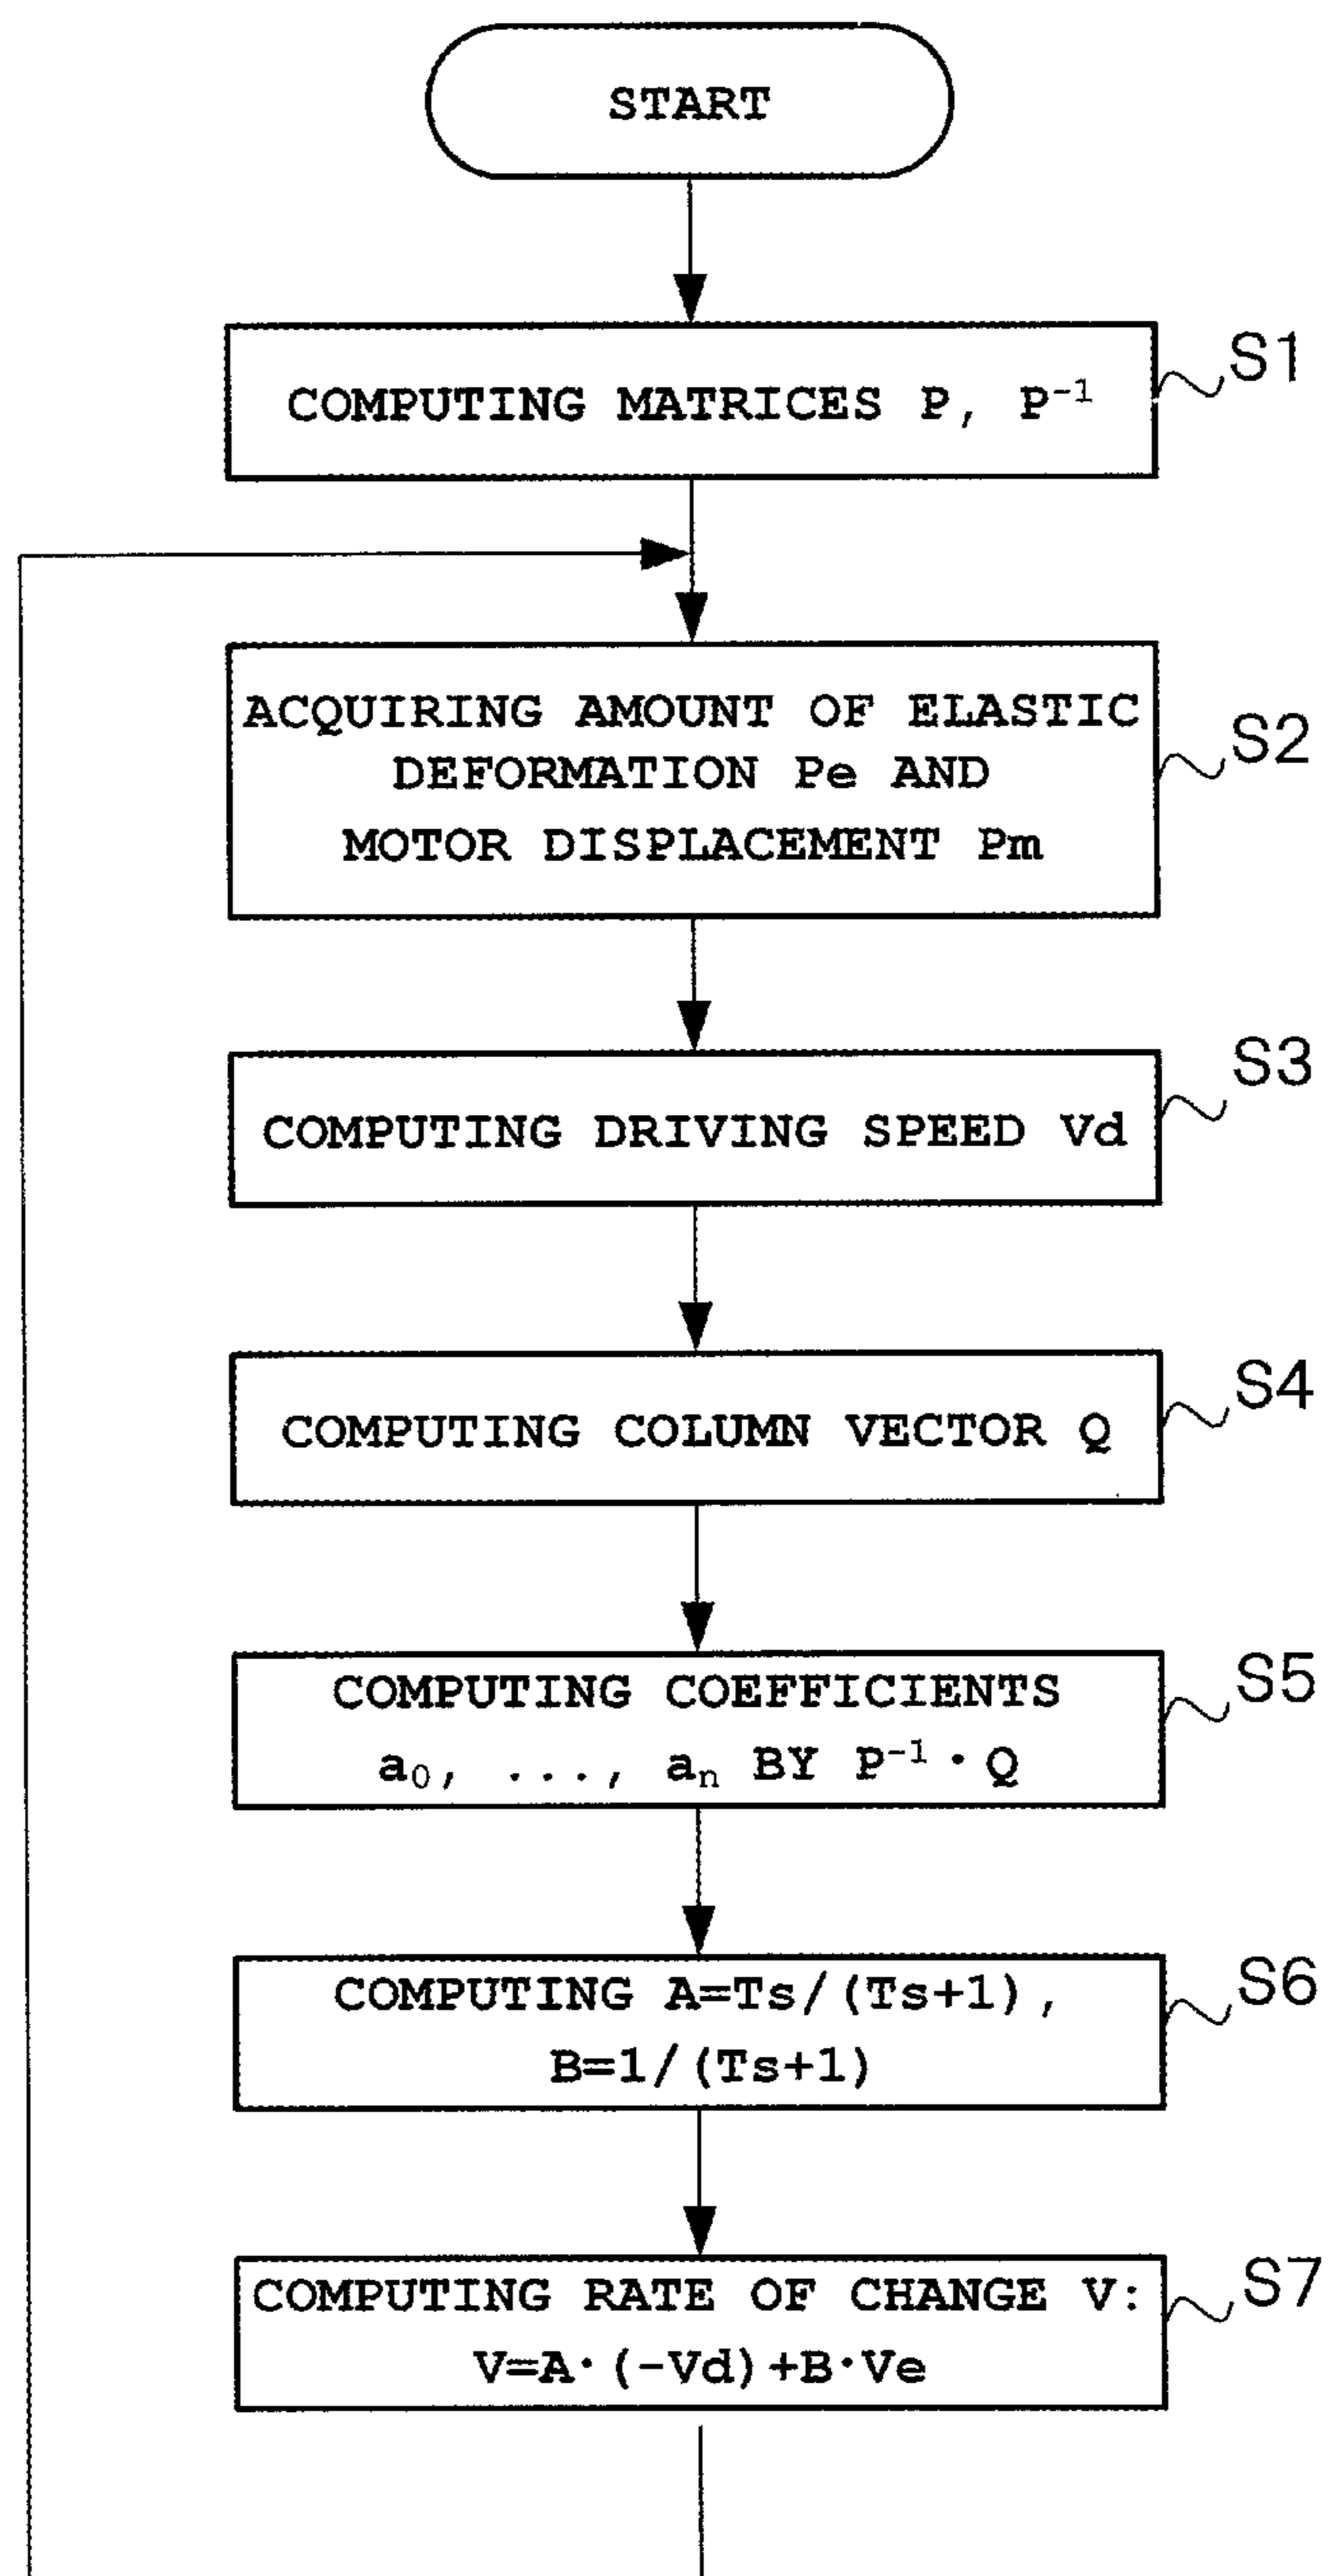 START
COMPUTING MATRICES P, P⁻¹
S1
ACQUIRING AMOUNT OF ELASTIC
DEFORMATION Pe AND
MOTOR DISPLACEMENT Pm
S2
COMPUTING DRIVING SPEED Vd
S3
COMPUTING COLUMN VECTOR Q
S4
COMPUTING COEFFICIENTS
a₀, ..., aₙ BY P⁻¹·Q
S5
COMPUTING A=Ts/(Ts+1),
B=1/(Ts+1)
S6
COMPUTING RATE OF CHANGE V:
V=A·(-Vd)+B·Ve
S7